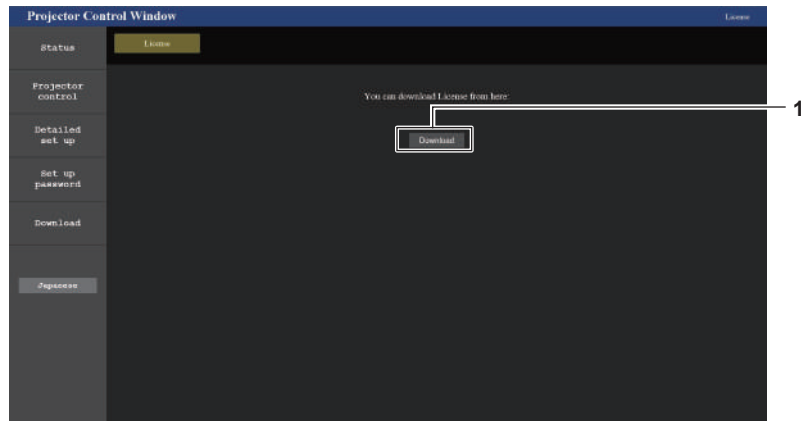 Projector Control Window
License
Status
License
Projector
control
You can download License from here:
1
Detailed
set up
Download
Set up
password
Download
Japanese